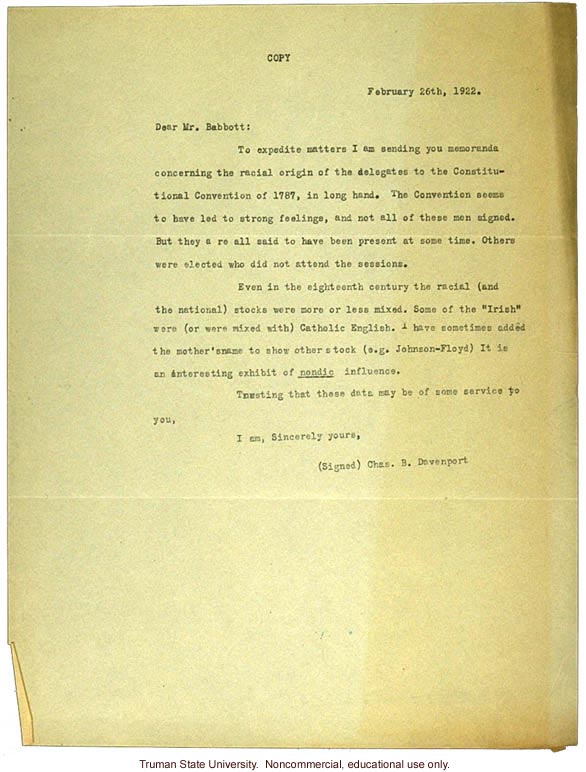 COPY
February 26th, 1922.
Dear Mr. Babbott:
To expedite matters I am sending you memoranda
concerning the racial origin of the delegates to the Constitu-
tional Convention of 1787, in long hand. The Convention seems
to have led to strong feelings, and not all of these men signed.
But they a re all said to have been present at some time. Others
were elected who did not attend the sessions.
Even in the eighteenth century the racial (and
the national) stocks were more or less mixed. Some of the "Irish"
were (or were mixed with) Catholic English. I have sometimes added
the mother'sname to show other stock (e.g. Johnson-Floyd) It is
an interesting exhibit of nondic influence.
Trusting that these data may be of some service to
you,
I am, Sincerely yours,
(Signed) Chas. B. Davenport
Truman State University. Noncommercial, educational use only.